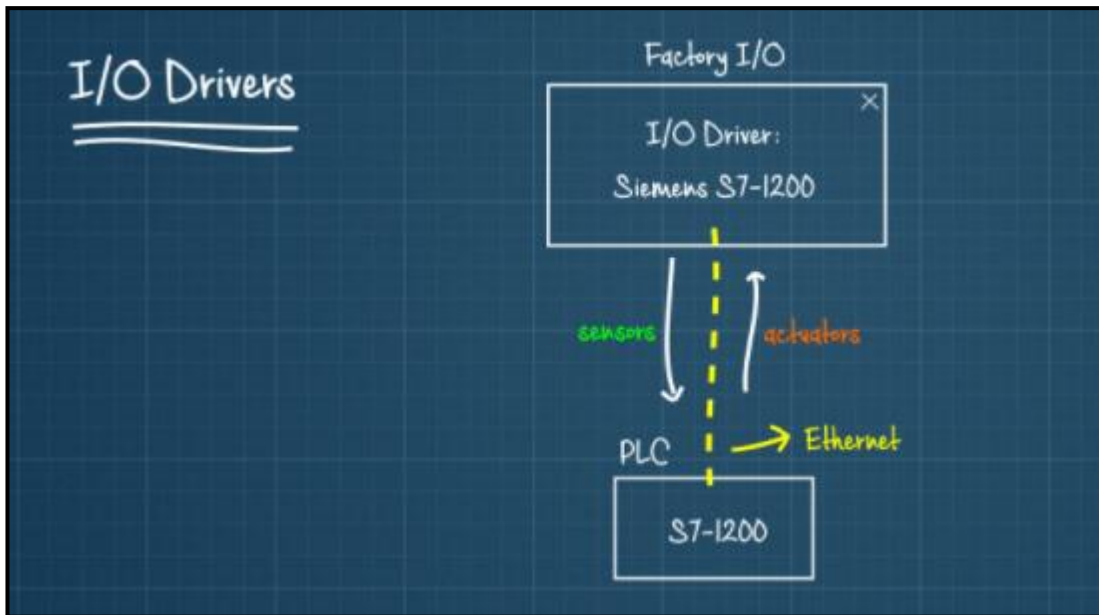 I/O Drivers
Factory I/O
I/O Driver:
Siemens S7-1200
sensors
actuators
Ethernet
PLC
S7-1200